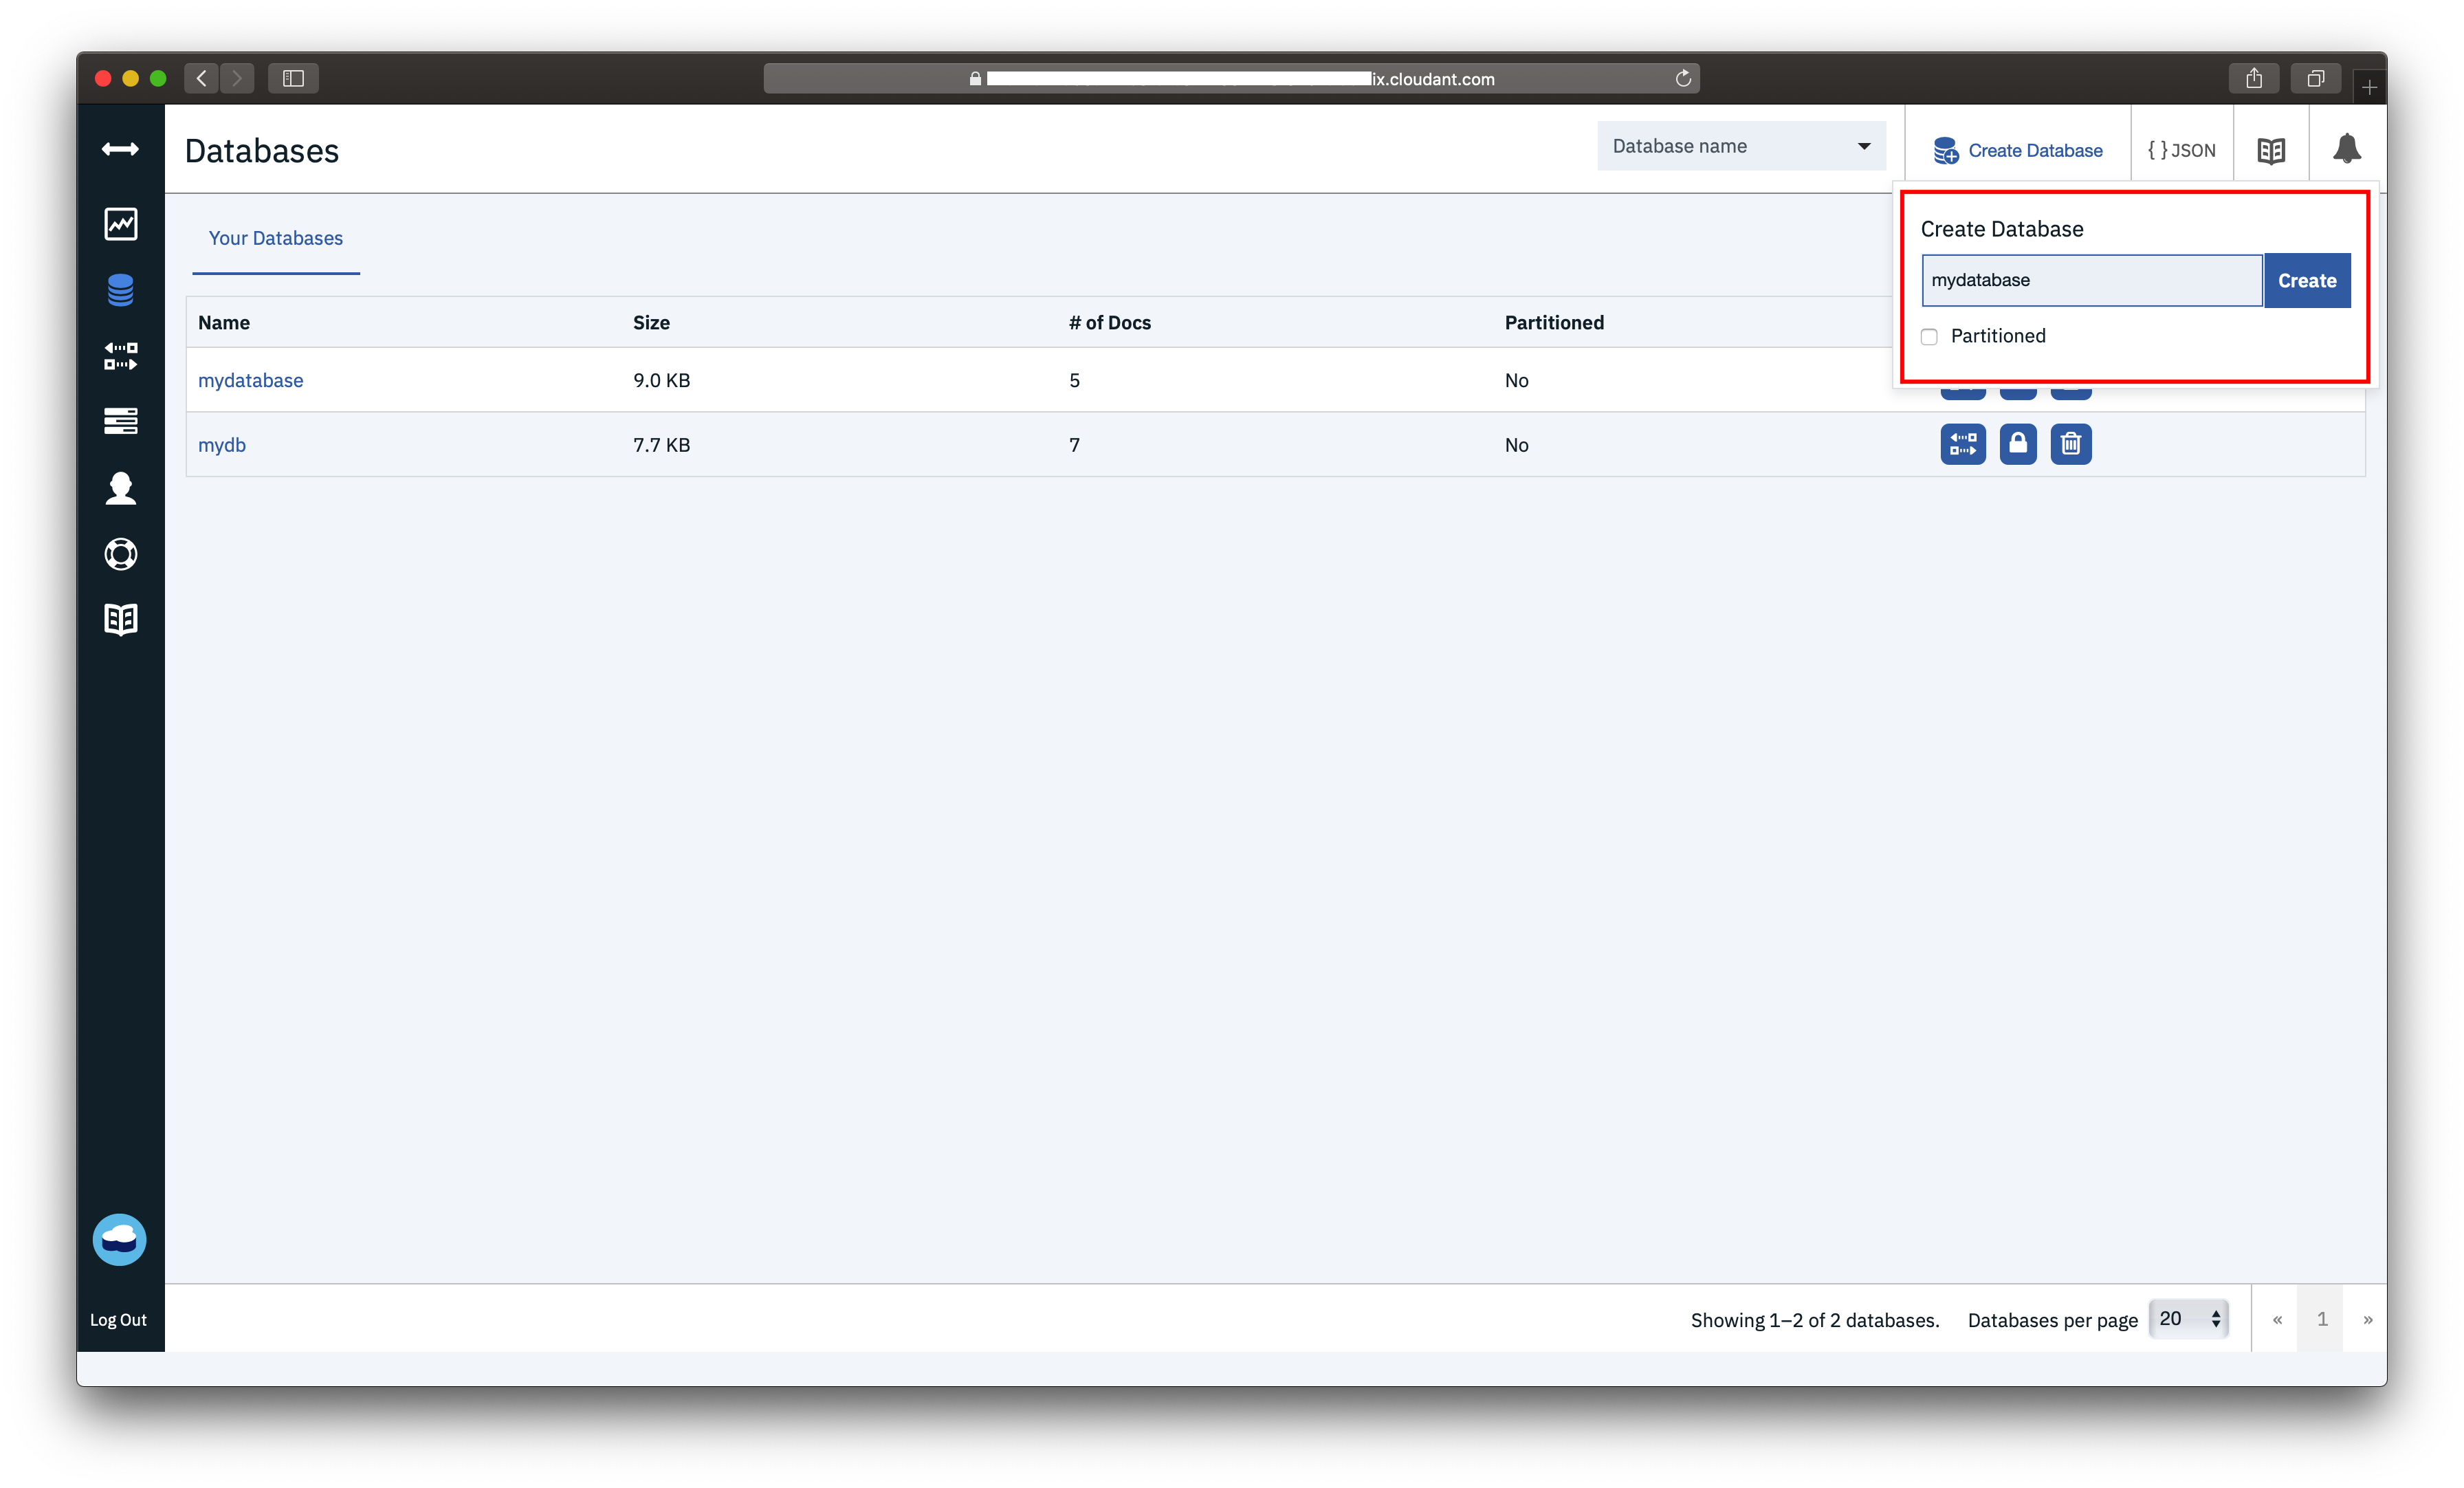 ix.cloudant.com
Databases
Database name
Create Database
{ } JSON
Your Databases
Create Database
mydatabase
Create
Partitioned
Name Size # of Docs Partitioned
mydatabase 9.0 KB 5 No
mydb 7.7 KB 7 No
Log Out
Showing 1–2 of 2 databases. Databases per page 20 « 1 »